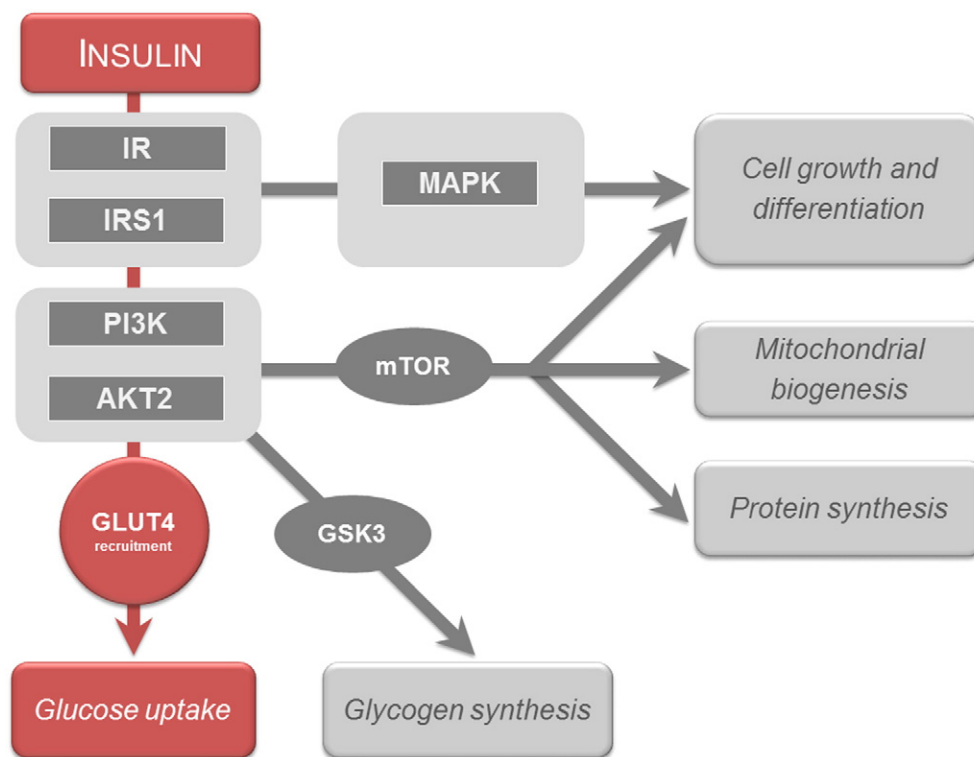 INSULIN
IR
IRS1
MAPK
Cell growth and
differentiation
PI3K
AKT2
mTOR
Mitochondrial
biogenesis
GLUT4
recruitment
GSK3
Protein synthesis
Glucose uptake
Glycogen synthesis